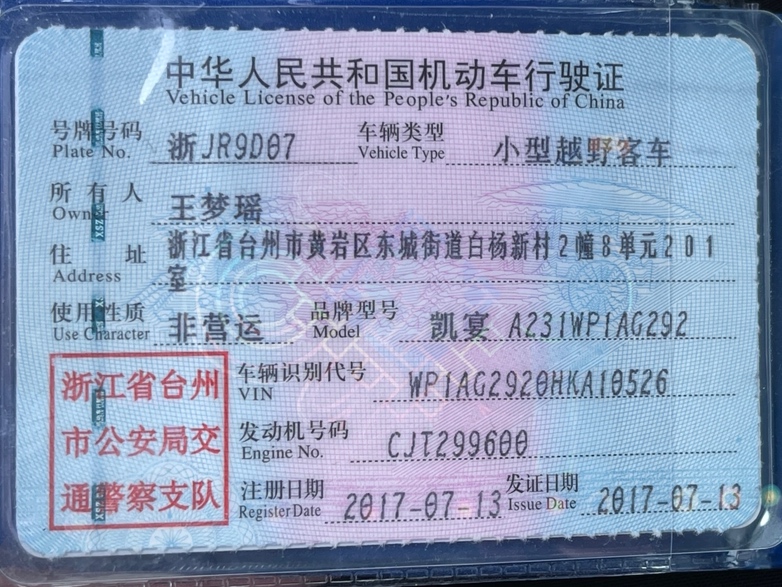 中华人民共和国机动车行驶证
Vehicle License of the People's Republic of China
号牌号码 浙JR9D07 车辆类型 小型越野客车
Plate No. Vehicle Type
所有人 王梦瑶
Owner
住址 浙江省台州市黄岩区东城街道白杨新村2幢8单元201
室
Address
使用性质 非营运 品牌型号 凯宴 A231WP1AG292
Use Character Model
浙江省台州
市公安局交
通警察支队
车辆识别代号 WP1AG2920HKA10526
VIN
发动机号码 CJT299600
Engine No.
注册日期 2017-07-13 发证日期 2017-07-13
Register Date Issue Date